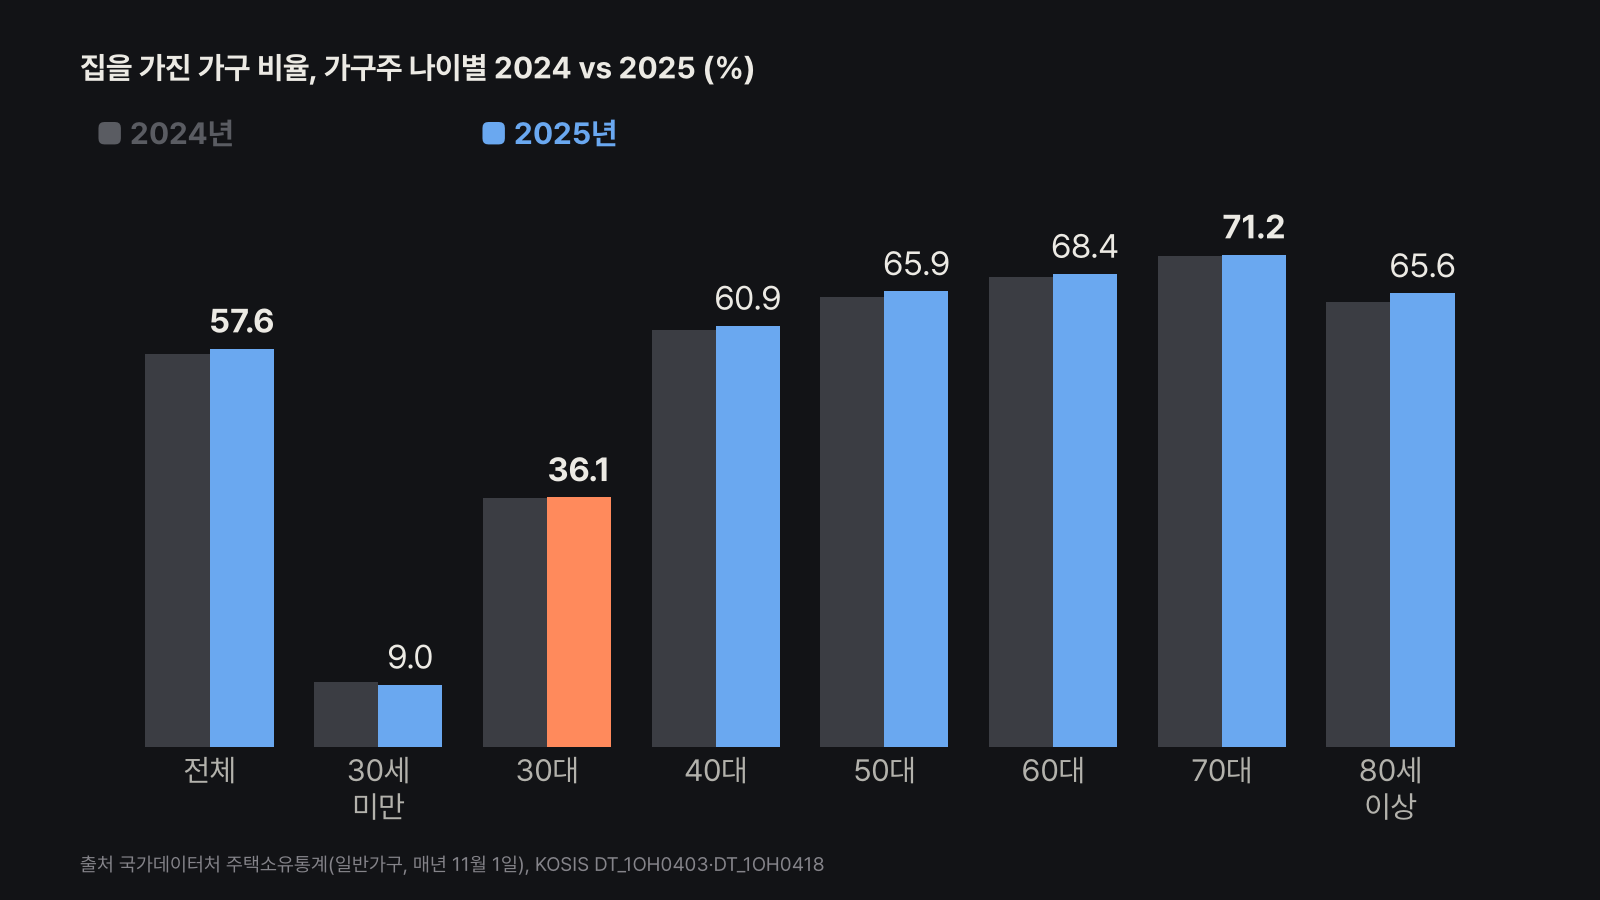 집을 가진 가구 비율, 가구주 나이별 2024 vs 2025 (%)
2024년
2025년
57.6
9.0
36.1
60.9
65.9
68.4
71.2
65.6
전체
30세
미만
30대
40대
50대
60대
70대
80세
이상
출처 국가데이터처 주택소유통계(일반가구, 매년 11월 1일), KOSIS DT_1OH0403·DT_1OH0418